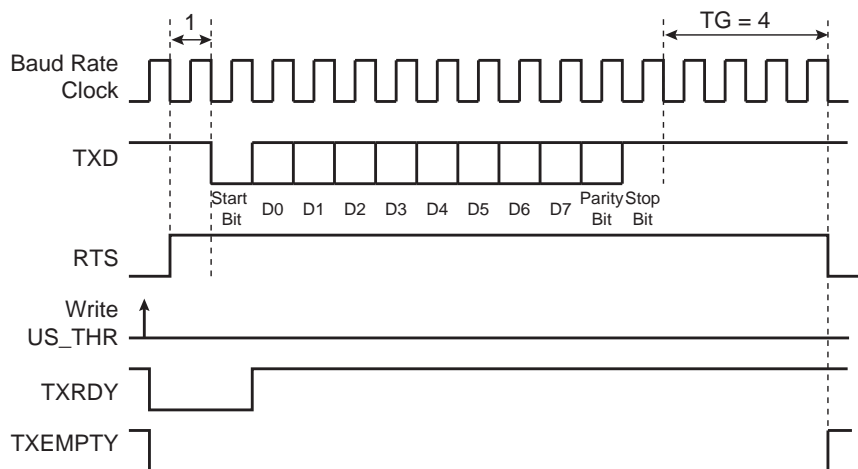 1
TG = 4
Baud Rate
Clock
TXD
Start
Bit
D0
D1
D2
D3
D4
D5
D6
D7
Parity
Bit
Stop
Bit
RTS
Write
US_THR
TXRDY
TXEMPTY